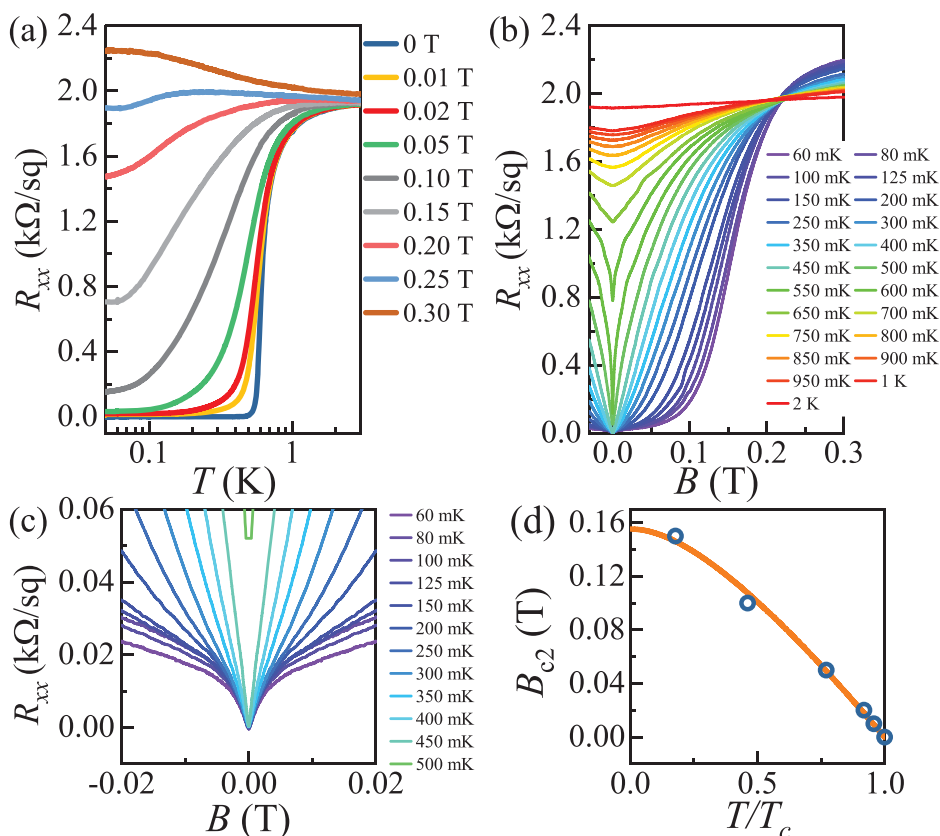 (a)
R_xx (kΩ/sq)
2.4
2.0
1.6
1.2
0.8
0.4
0.0
0.1
1
T (K)
0 T
0.01 T
0.02 T
0.05 T
0.10 T
0.15 T
0.20 T
0.25 T
0.30 T
(b)
R_xx (kΩ/sq)
2.4
2.0
1.6
1.2
0.8
0.4
0.0
0.0
0.1
0.2
0.3
B (T)
60 mK 80 mK
100 mK 125 mK
150 mK 200 mK
250 mK 300 mK
350 mK 400 mK
450 mK 500 mK
550 mK 600 mK
650 mK 700 mK
750 mK 800 mK
850 mK 900 mK
950 mK 1 K
2 K
(c)
R_xx (kΩ/sq)
0.06
0.04
0.02
0.00
-0.02
0.00
0.02
B (T)
60 mK
80 mK
100 mK
125 mK
150 mK
200 mK
250 mK
300 mK
350 mK
400 mK
450 mK
500 mK
(d)
B_c2 (T)
0.16
0.12
0.08
0.04
0.00
0.0
0.5
1.0
T/T_c